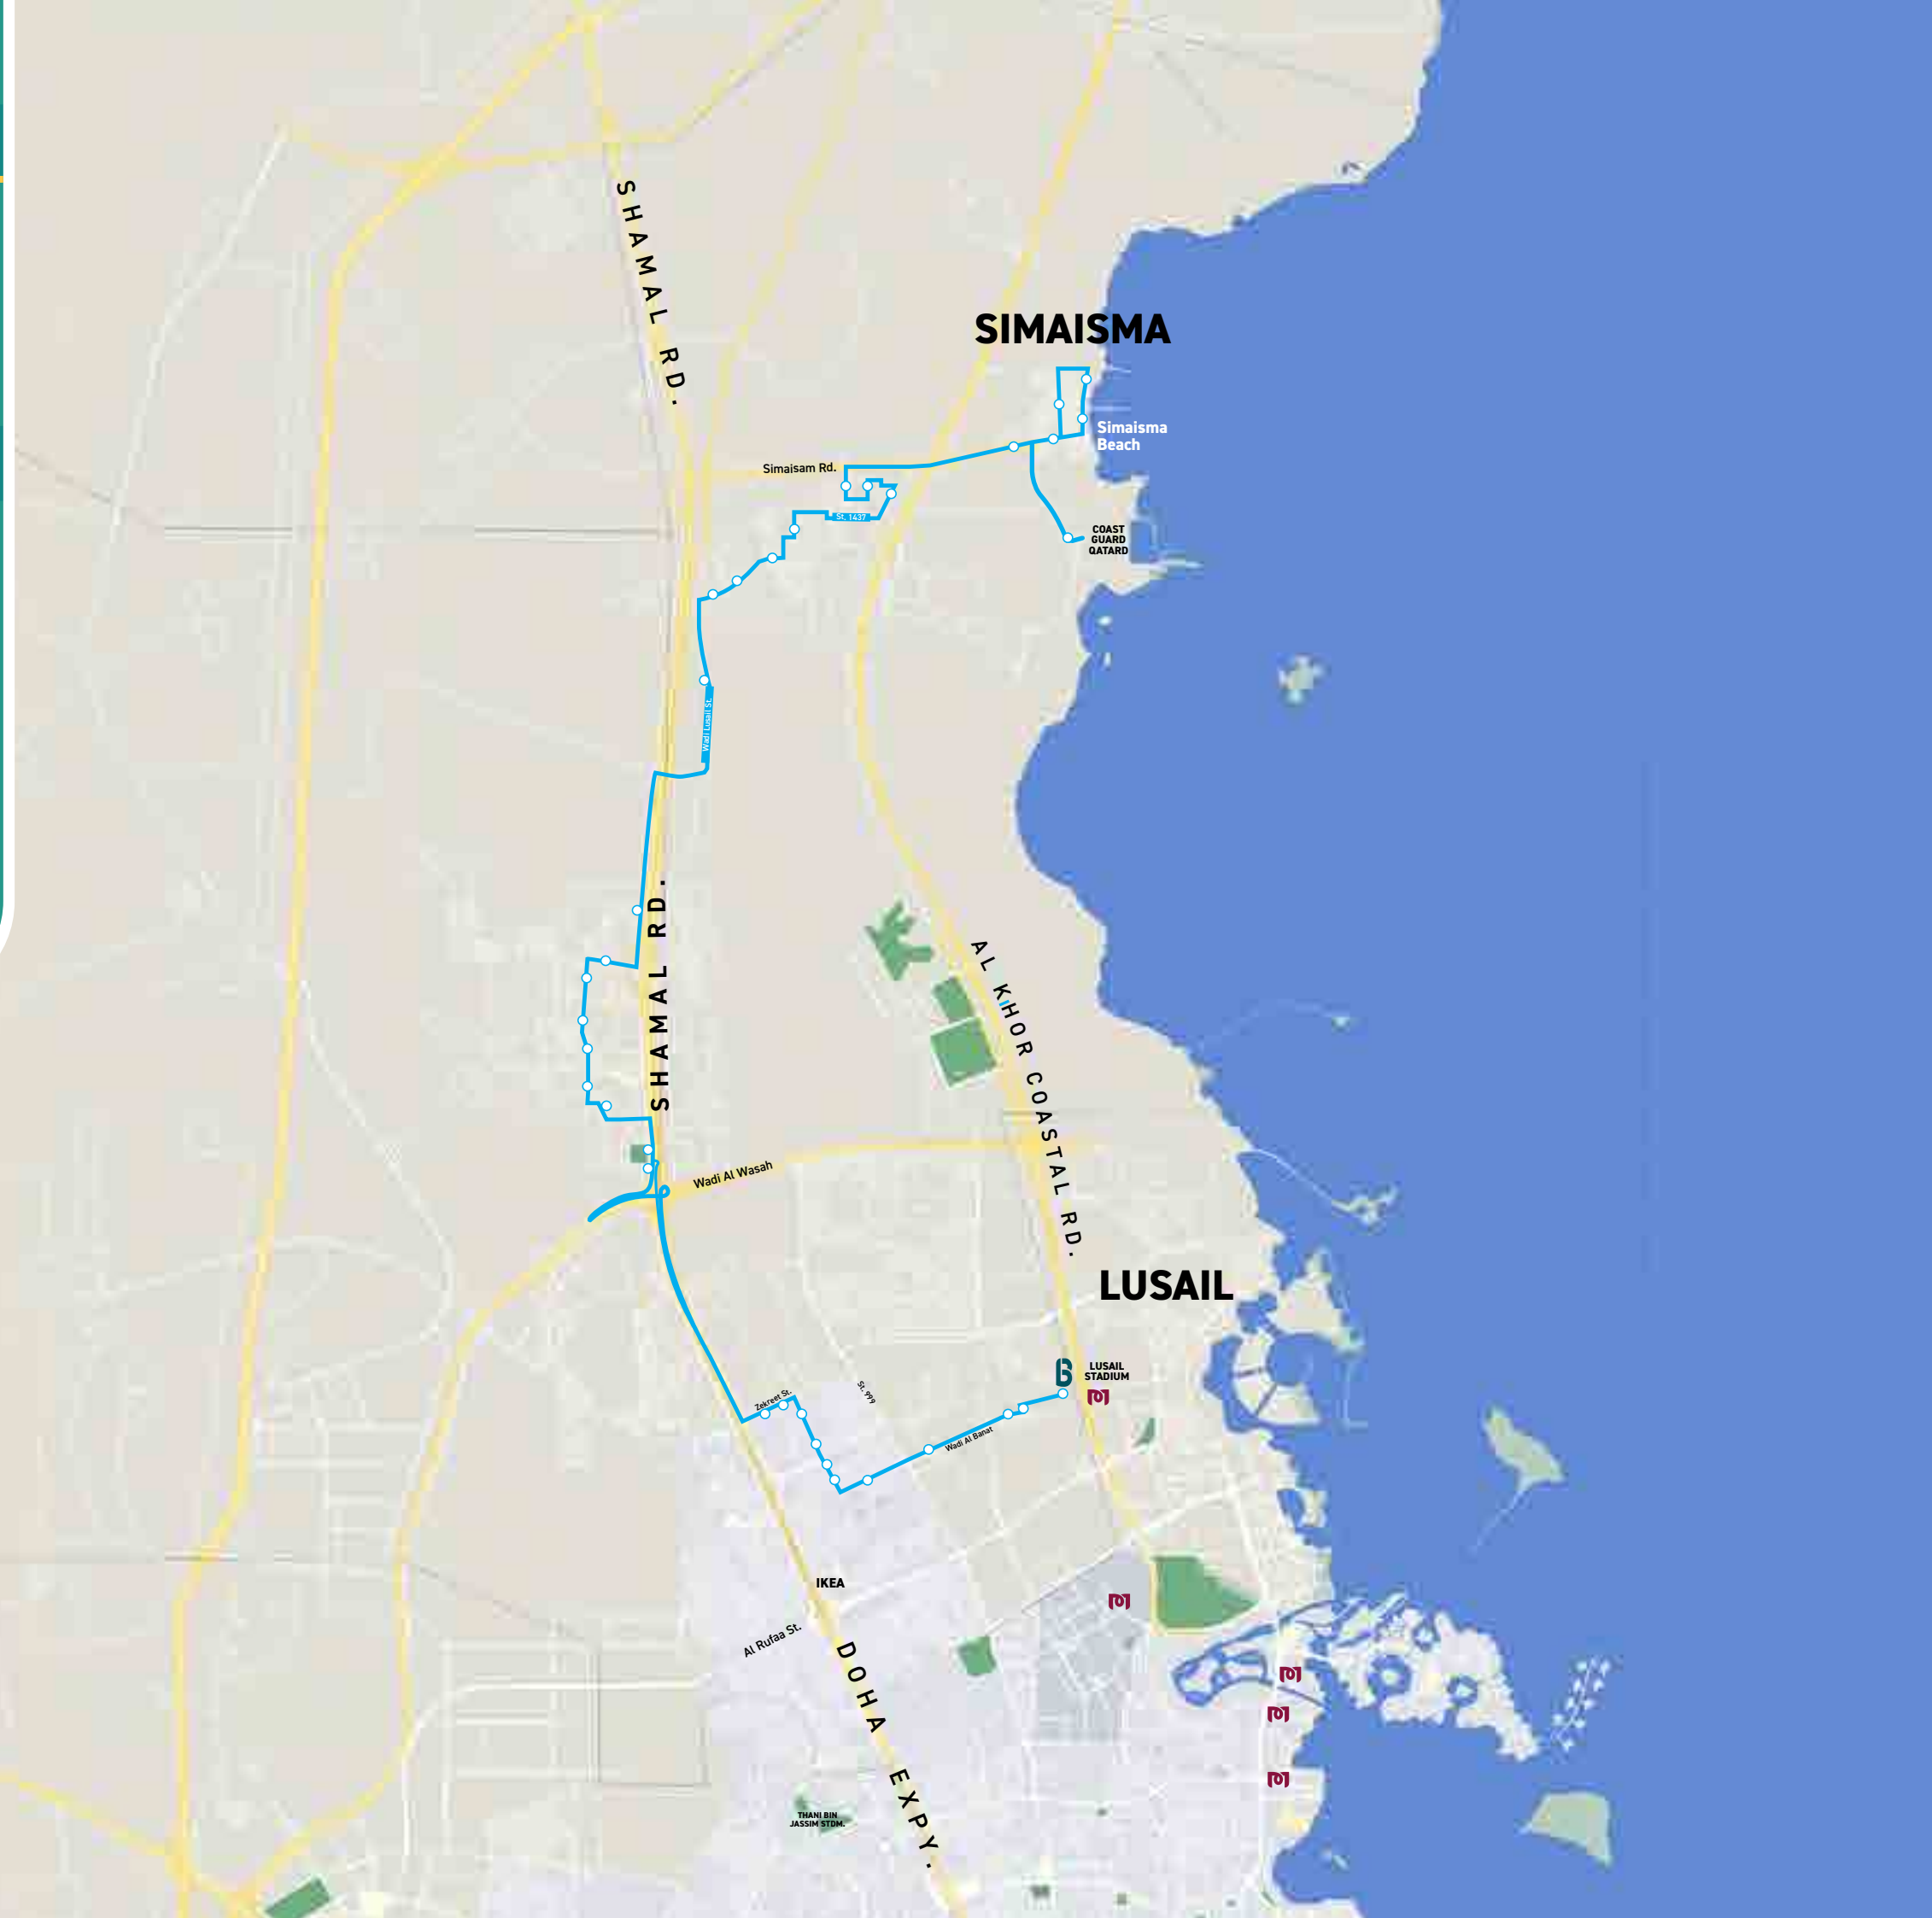 SHAMAL RD.
SIMAISMA
Simaisma
Beach
Simaisam Rd.
St. 1437
COAST
GUARD
QATARD
Wadi Lusail St.
SHAMAL RD.
AL KHOR COASTAL RD.
Wadi Al Wasah
LUSAIL
LUSAIL
STADIUM
Zekreet St.
St. 999
Wadi Al Banat
IKEA
Al Rufaa St.
DOHA EXPY.
THANI BIN
JASSIM STDM.